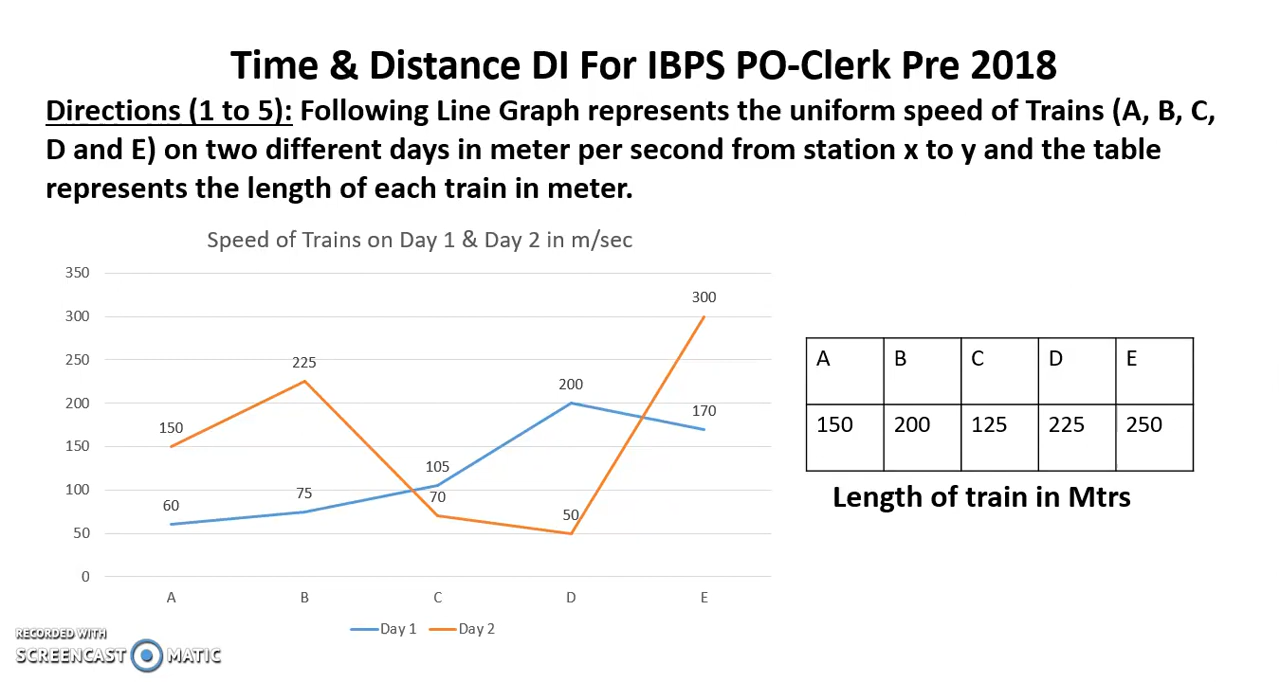 Time & Distance DI For IBPS PO-Clerk Pre 2018
Directions (1 to 5): Following Line Graph represents the uniform speed of Trains (A, B, C,
D and E) on two different days in meter per second from station x to y and the table
represents the length of each train in meter.
Speed of Trains on Day 1 & Day 2 in m/sec
350
300
250
200
150
100
50
0
150
225
300
60
75
105
70
200
50
170
A B C D E
Day 1 Day 2
A B C D E
150 200 125 225 250
Length of train in Mtrs
RECORDED WITH
SCREENCAST MATIC